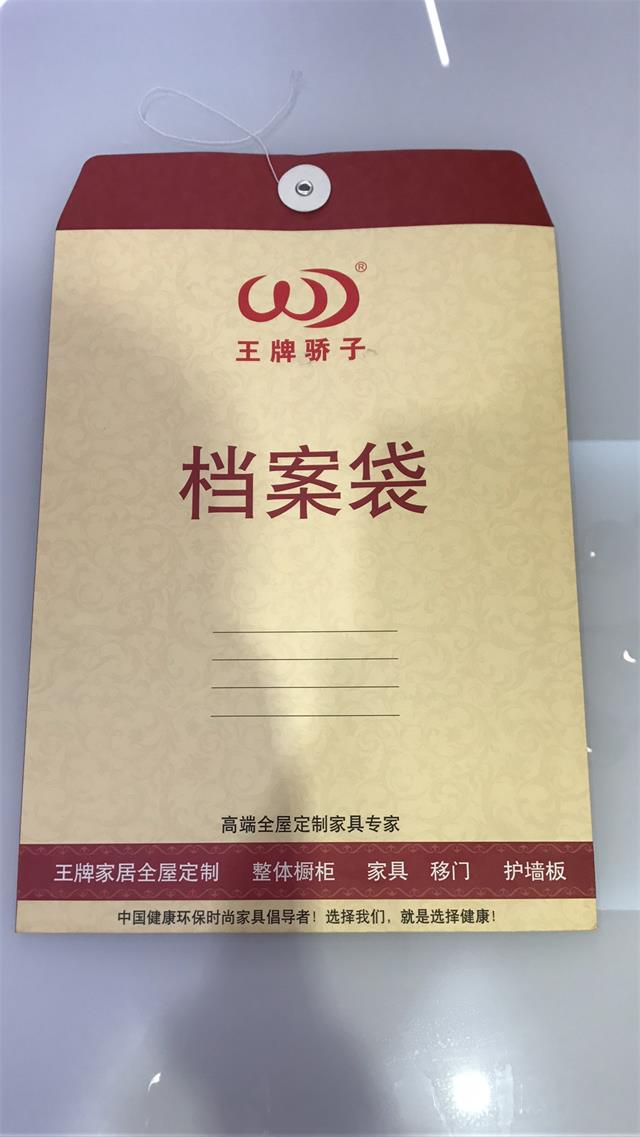 ®
王牌骄子
档案袋
高端全屋定制家具专家
王牌家居全屋定制 整体橱柜 家具 移门 护墙板
中国健康环保时尚家具倡导者！选择我们，就是选择健康！